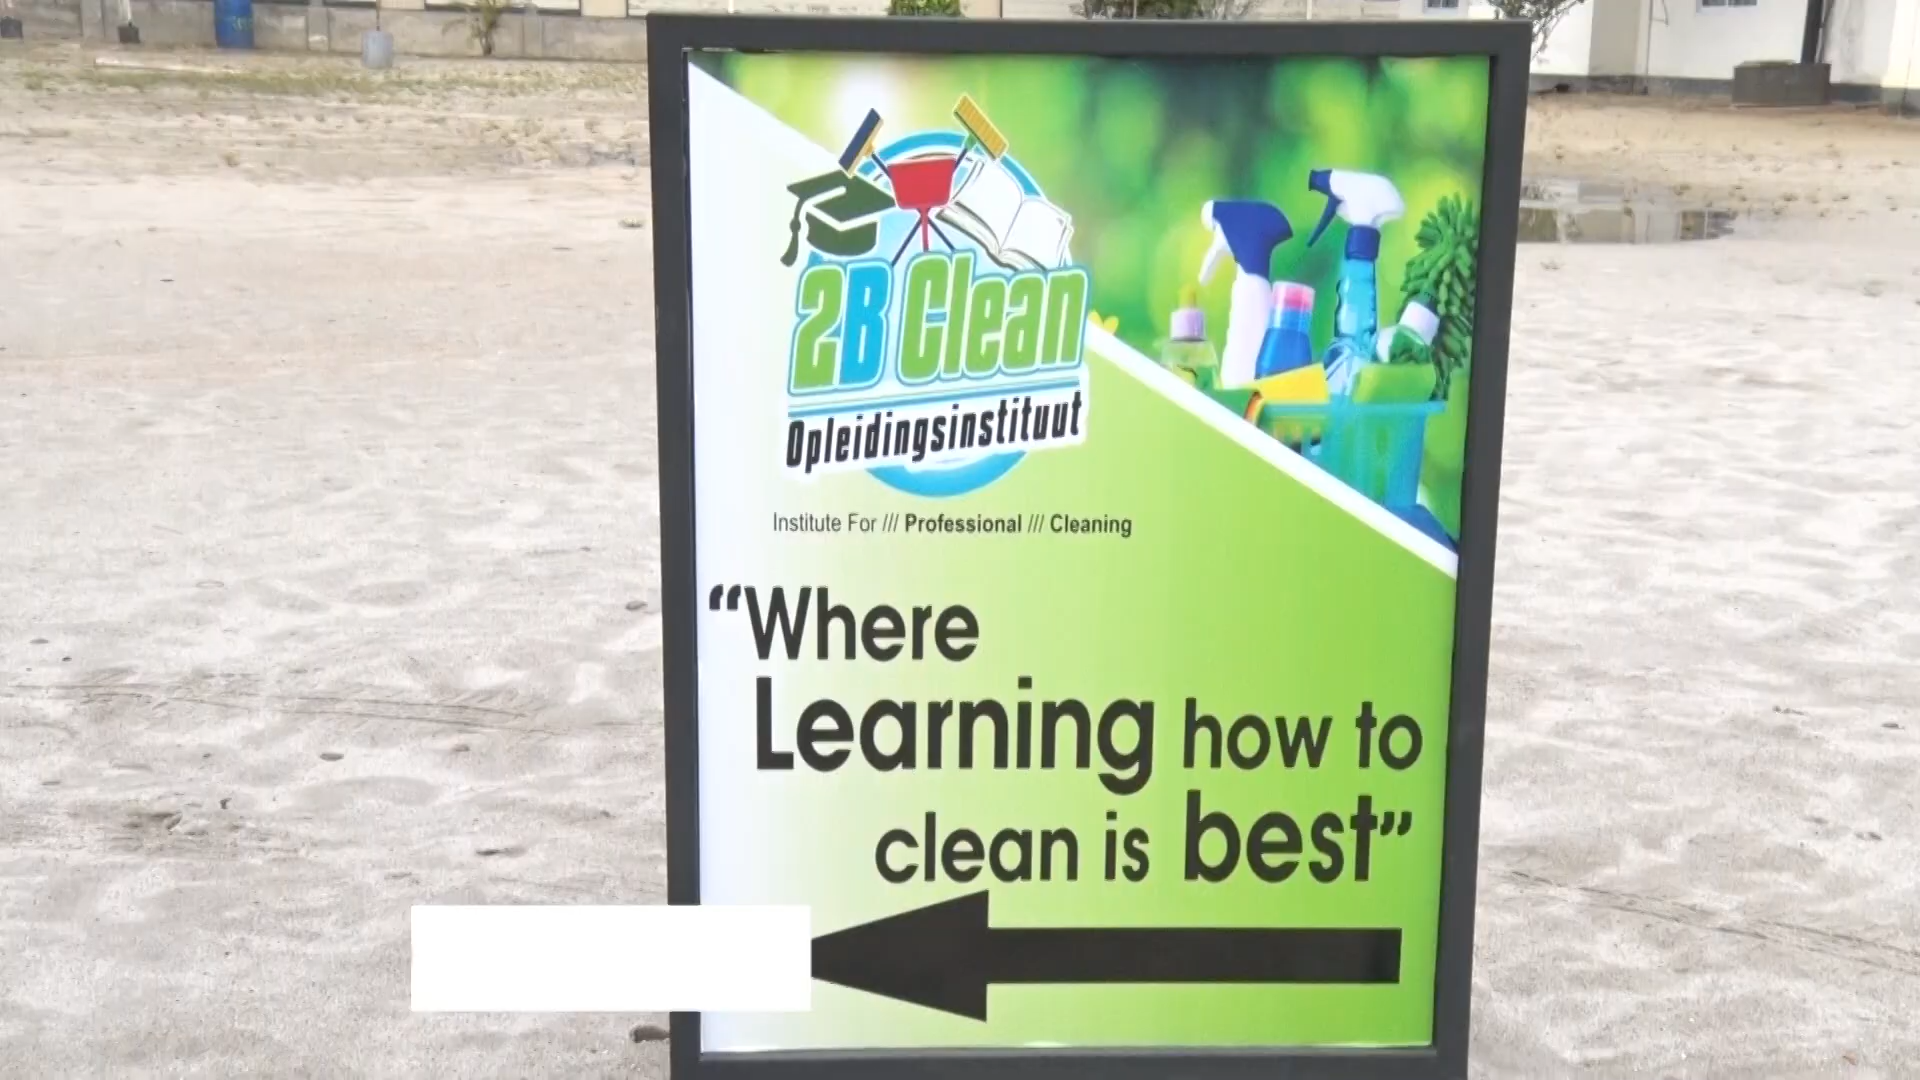 2B Clean
Opleidingsinstituut
Institute For /// Professional /// Cleaning
“Where
Learning how to
clean is best”